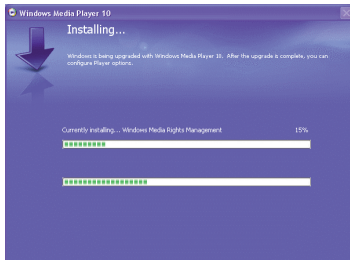 Windows Media Player 10
Installing...
Windows is being upgraded with Windows Media Player 10. After the upgrade is complete, you can
configure Player options.
Currently installing... Windows Media Rights Management 15%